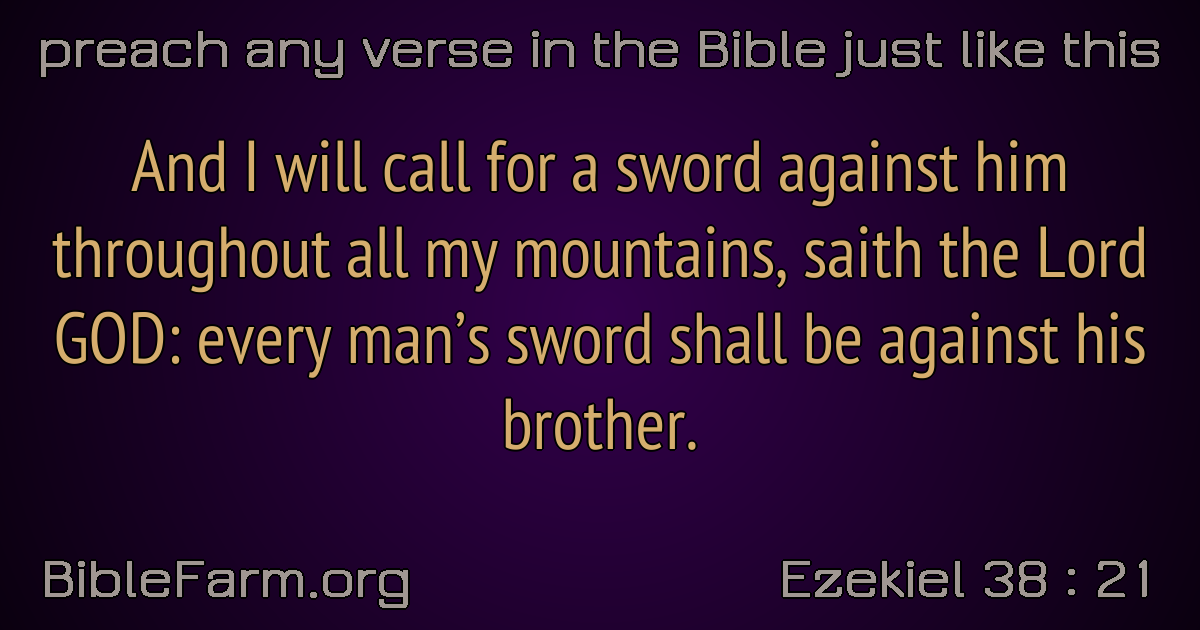 preach any verse in the Bible just like this
And I will call for a sword against him
throughout all my mountains, saith the Lord
GOD: every man’s sword shall be against his
brother.
BibleFarm.org
Ezekiel 38 : 21